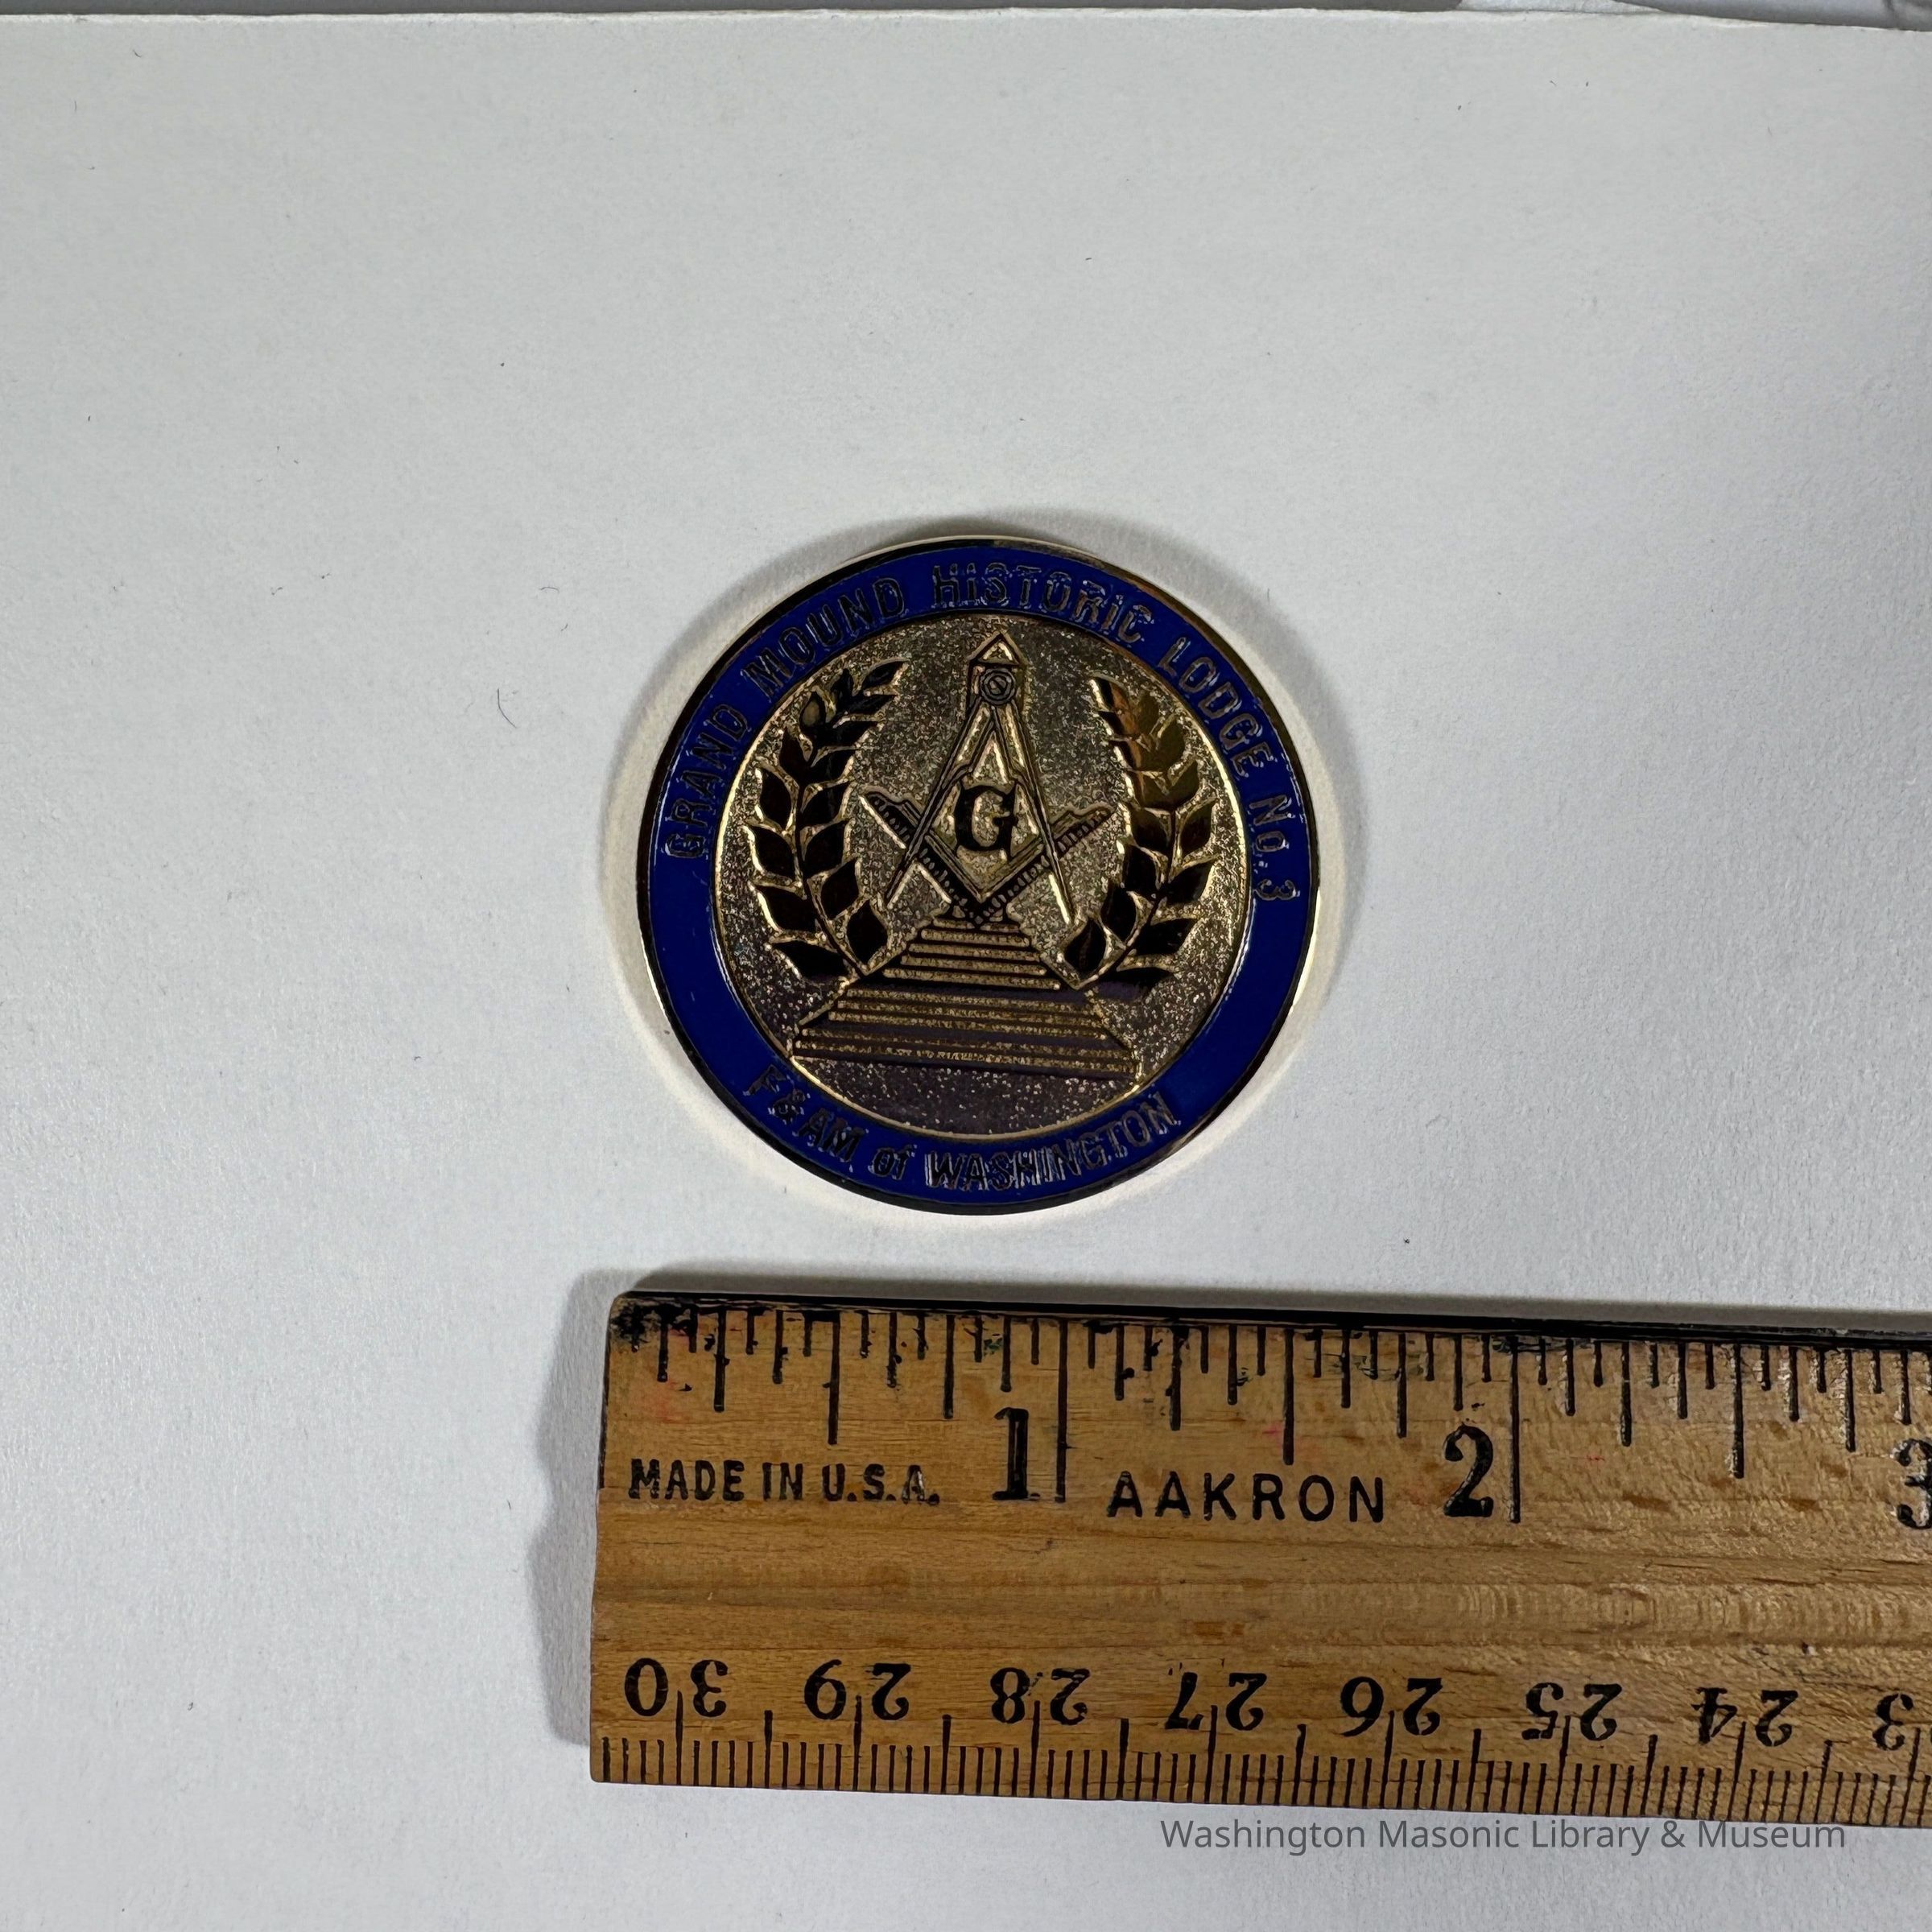 GRAND MOUND HISTORIC LODGE No. 3
G
F&AM of WASHINGTON
1 2 3
MADE IN U.S.A. AAKRON
30 29 28 27 26 25 24 23
Washington Masonic Library & Museum